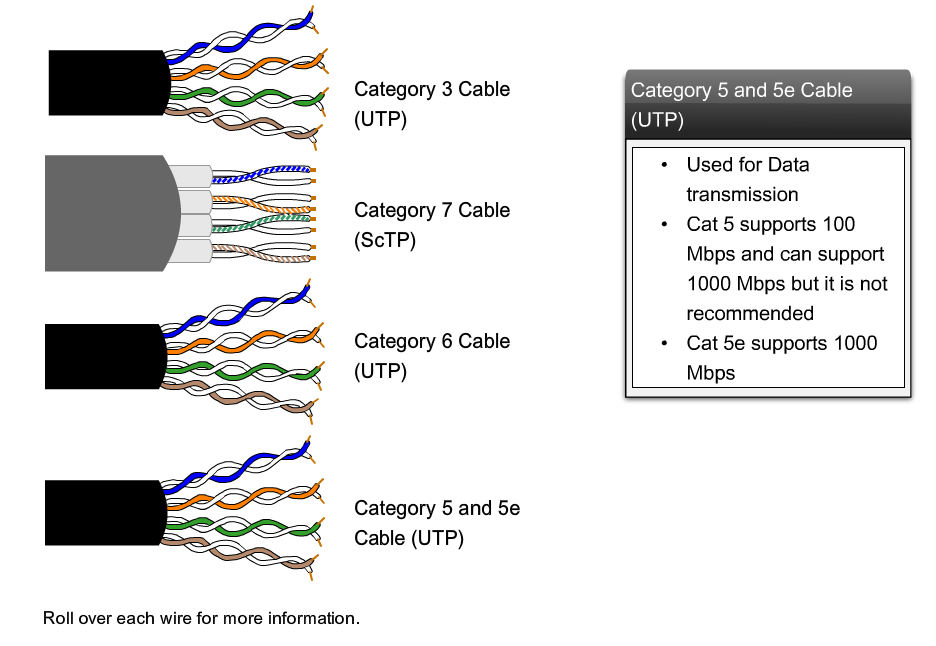 Category 3 Cable
(UTP)
Category 7 Cable
(ScTP)
Category 6 Cable
(UTP)
Category 5 and 5e
Cable (UTP)
Category 5 and 5e Cable
(UTP)
• Used for Data
transmission
• Cat 5 supports 100
Mbps and can support
1000 Mbps but it is not
recommended
• Cat 5e supports 1000
Mbps
Roll over each wire for more information.